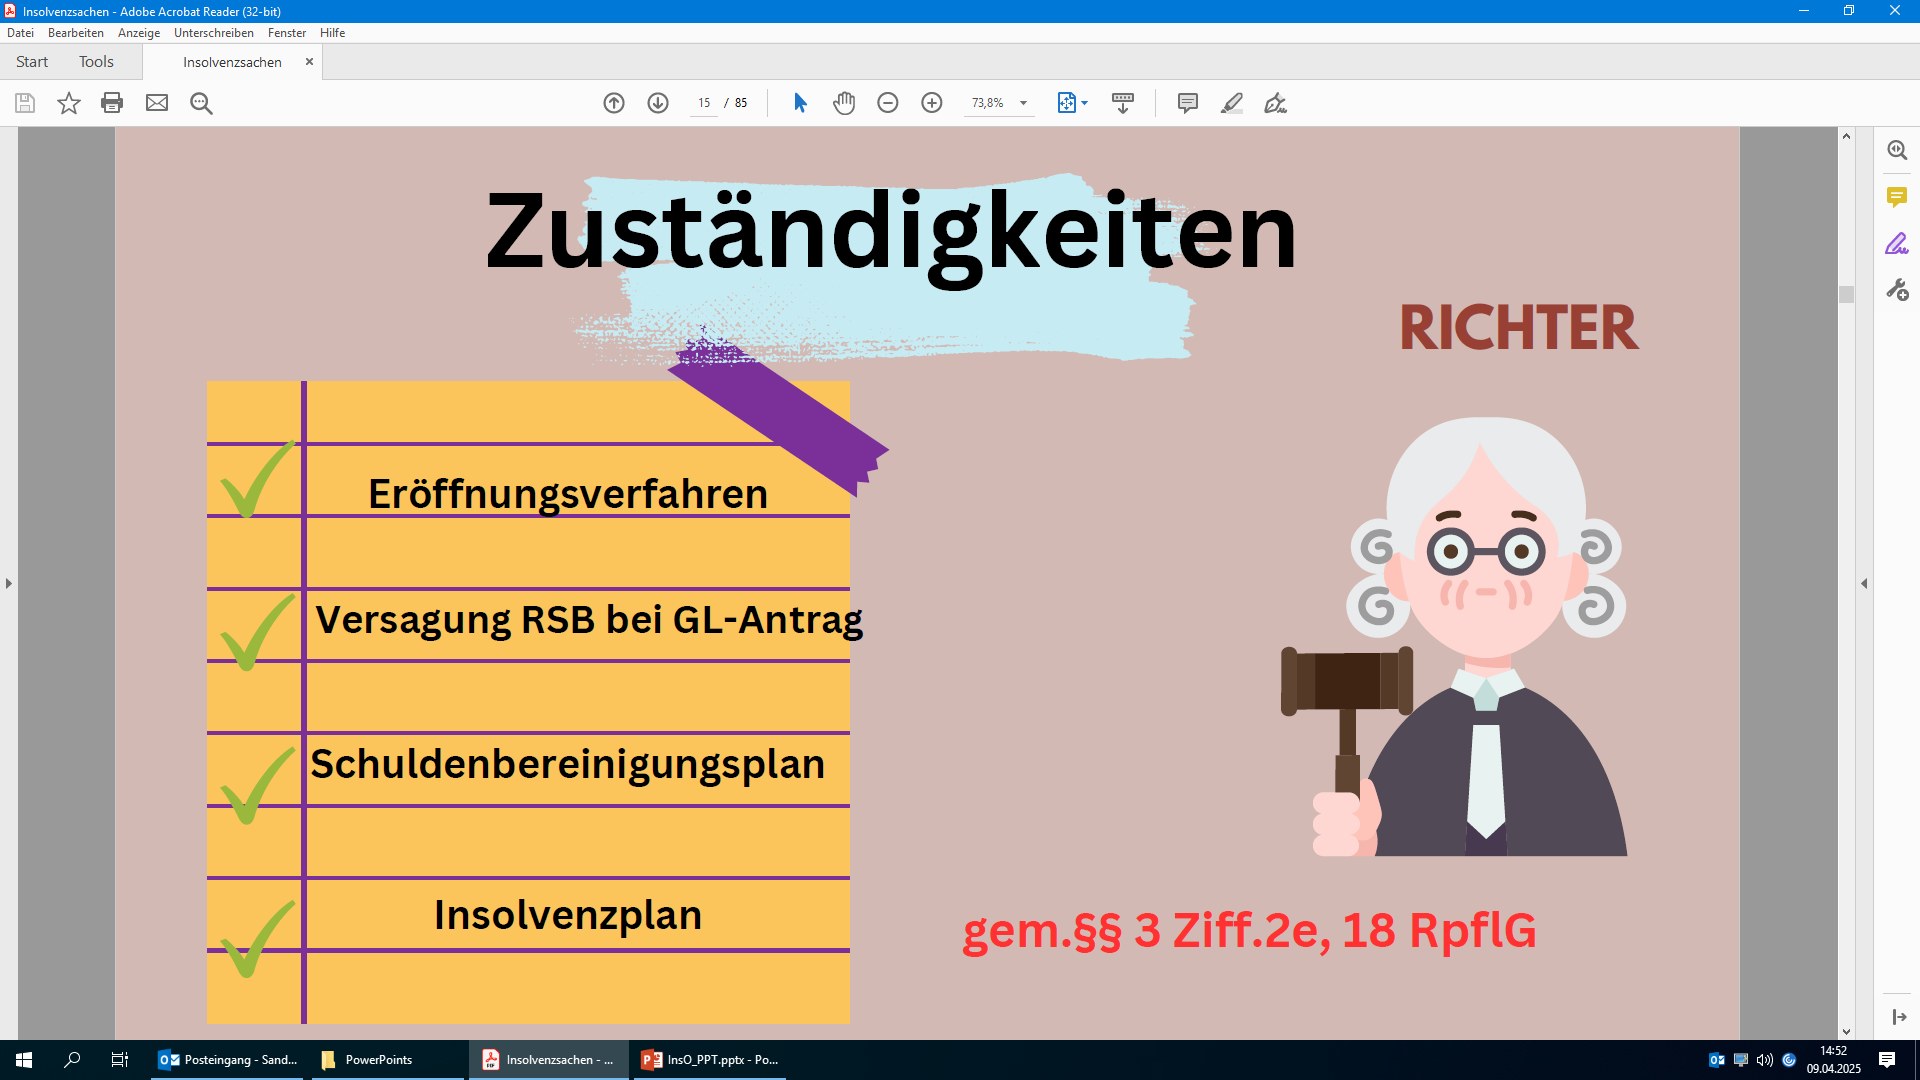 Insolvenzsachen - Adobe Acrobat Reader (32-bit)
Datei Bearbeiten Anzeige Unterschreiben Fenster Hilfe
Start Tools Insolvenzsachen ×
15 / 85 73,8%
Zuständigkeiten
RICHTER
Eröffnungsverfahren
Versagung RSB bei GL-Antrag
Schuldenbereinigungsplan
Insolvenzplan
gem.§§ 3 Ziff.2e, 18 RpflG
Posteingang - Sand... PowerPoints Insolvenzsachen - ... InsO_PPT.pptx - Po...
14:52
09.04.2025